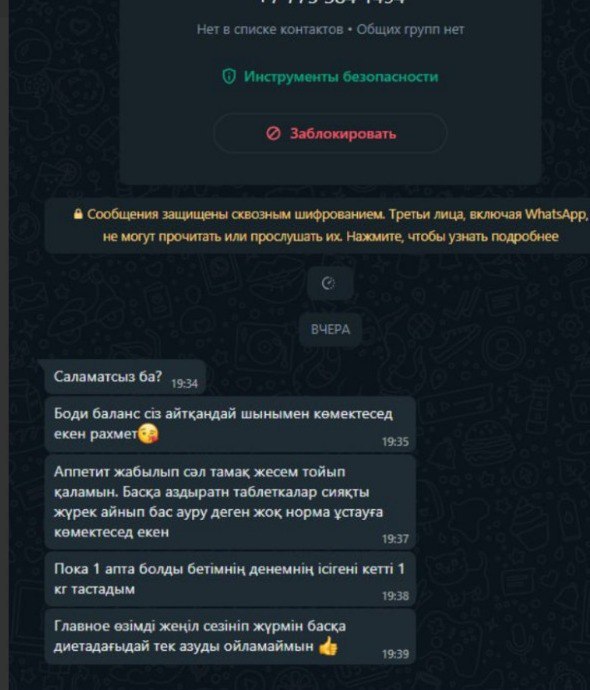 Нет в списке контактов • Общих групп нет
Инструменты безопасности
Заблокировать
Сообщения защищены сквозным шифрованием. Третьи лица, включая WhatsApp,
не могут прочитать или прослушать их. Нажмите, чтобы узнать подробнее
ВЧЕРА
Саламатсыз ба? 19:34
Боди баланс сіз айтқандай шынымен көмектесед
екен рахмет😘
19:35
Аппетит жабылып сәл тамақ жесем тойып
қаламын. Басқа аздыратн таблеткалар сияқты
жүрек айнып бас ауру деген жоқ норма ұстауға
көмектесед екен
19:37
Пока 1 апта болды бетімнің денемнің ісігені кетті 1
кг тастадым
19:38
Главное өзімді жеңіл сезініп жүрмін басқа
диетадағыдай тек азуды ойламаймын 👍
19:39